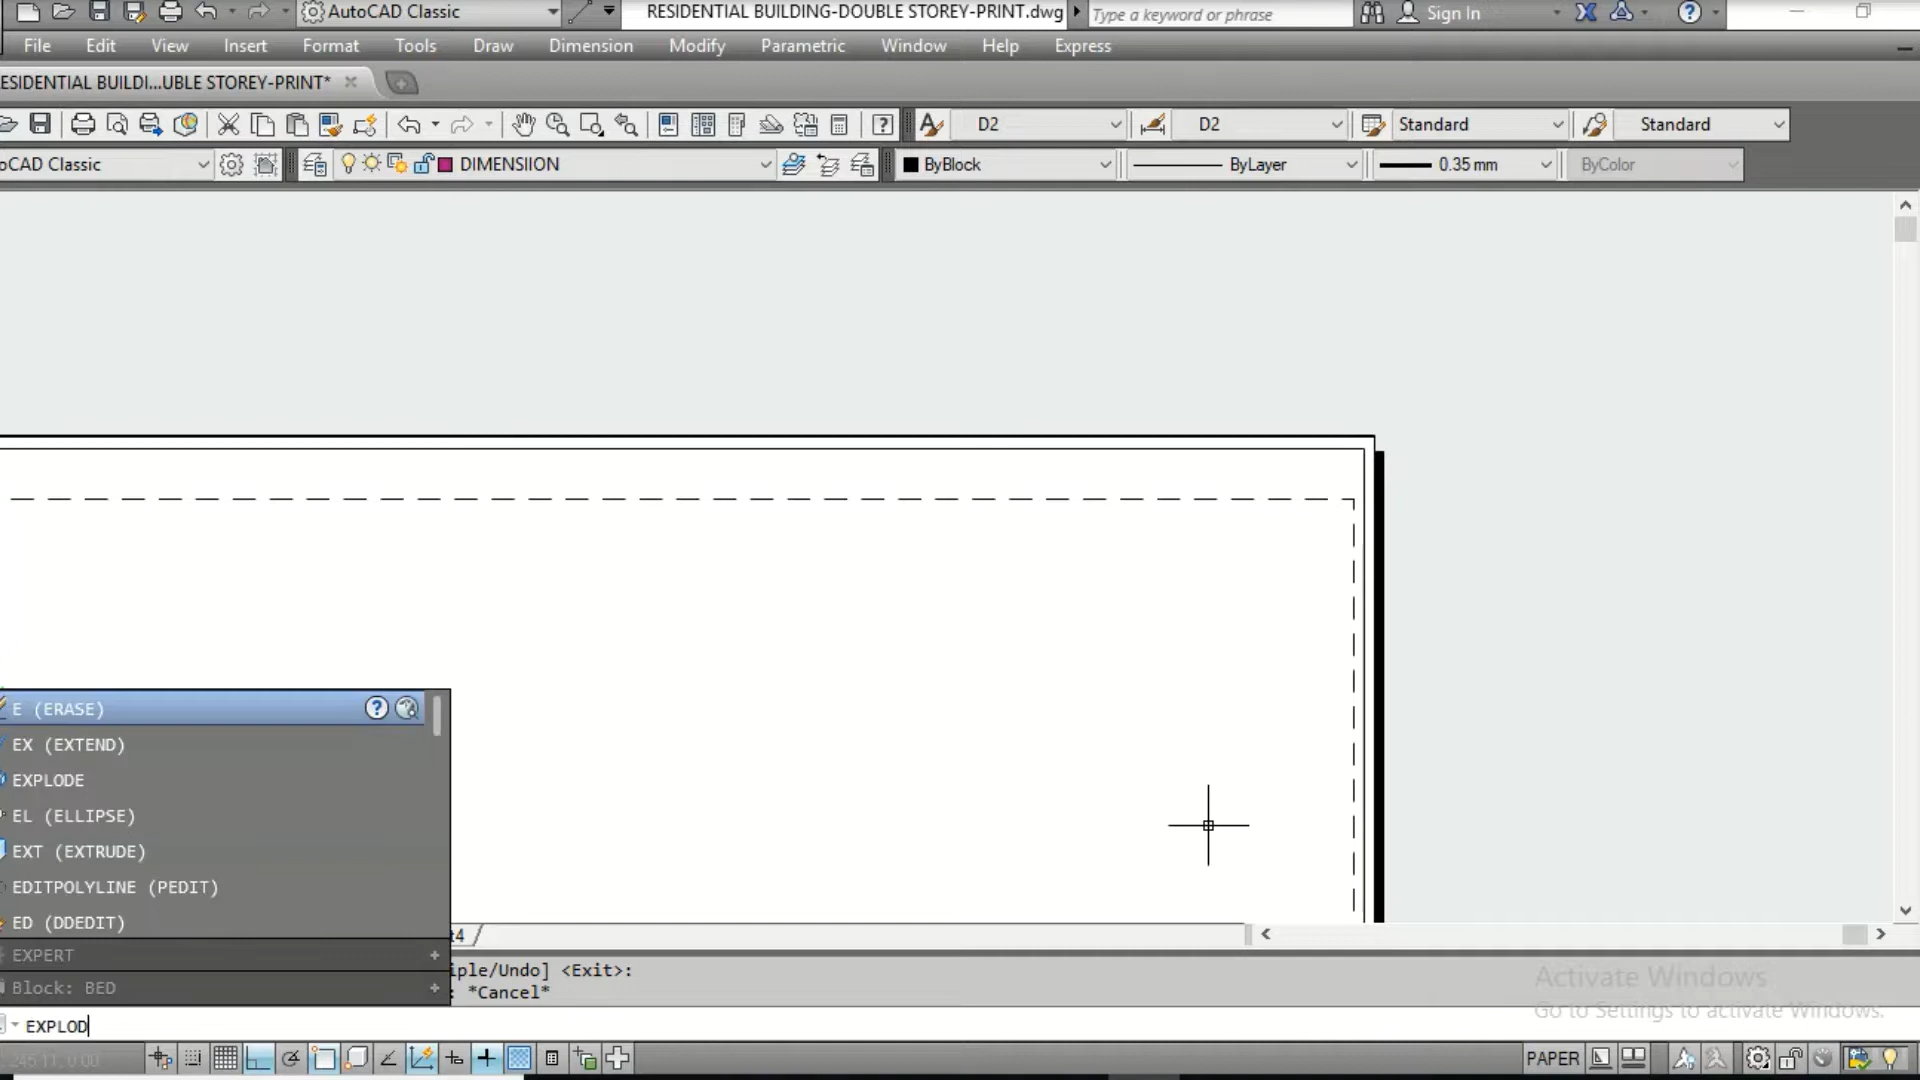 AutoCAD Classic
RESIDENTIAL BUILDING-DOUBLE STOREY-PRINT.dwg
Type a keyword or phrase
Sign In
File Edit View Insert Format Tools Draw Dimension Modify Parametric Window Help Express
ESIDENTIAL BUILDI...UBLE STOREY-PRINT*
D2
D2
Standard
Standard
oCAD Classic
DIMENSIION
ByBlock
ByLayer
0.35 mm
ByColor
E (ERASE)
EX (EXTEND)
EXPLODE
EL (ELLIPSE)
EXT (EXTRUDE)
EDITPOLYLINE (PEDIT)
ED (DDEDIT)
EXPERT
Block: BED
t4
iple/Undo] <Exit>:
: *Cancel*
EXPLOD
Activate Windows
Go to Settings to activate Windows.
PAPER